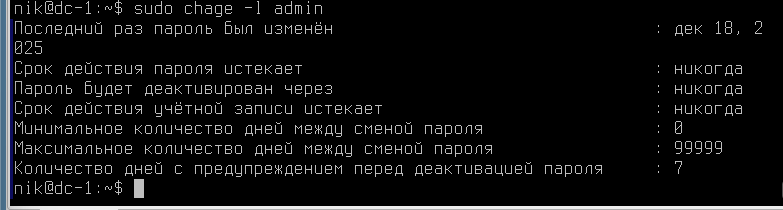 nik@dc-1:~$ sudo chage -l admin
Последний раз пароль был изменён : дек 18, 2
025
Срок действия пароля истекает : никогда
Пароль будет деактивирован через : никогда
Срок действия учётной записи истекает : никогда
Минимальное количество дней между сменой пароля : 0
Максимальное количество дней между сменой пароля : 99999
Количество дней с предупреждением перед деактивацией пароля : 7
nik@dc-1:~$